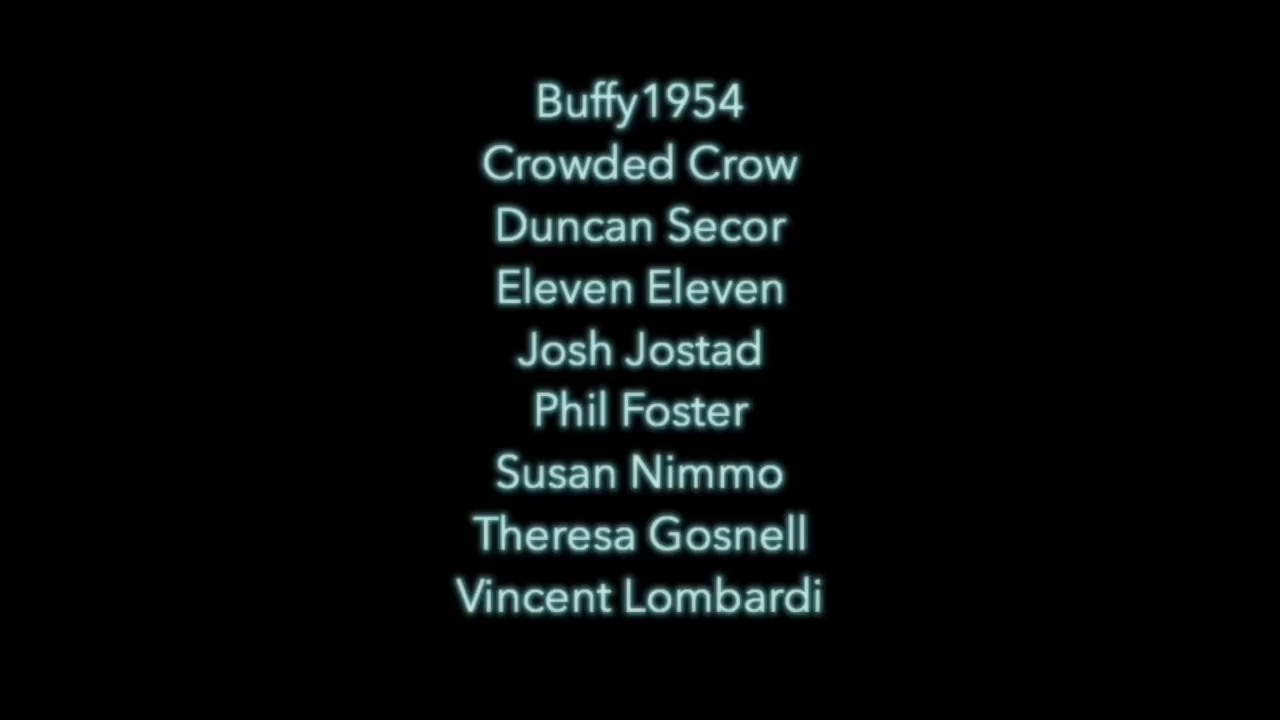 Buffy1954
Crowded Crow
Duncan Secor
Eleven Eleven
Josh Jostad
Phil Foster
Susan Nimmo
Theresa Gosnell
Vincent Lombardi